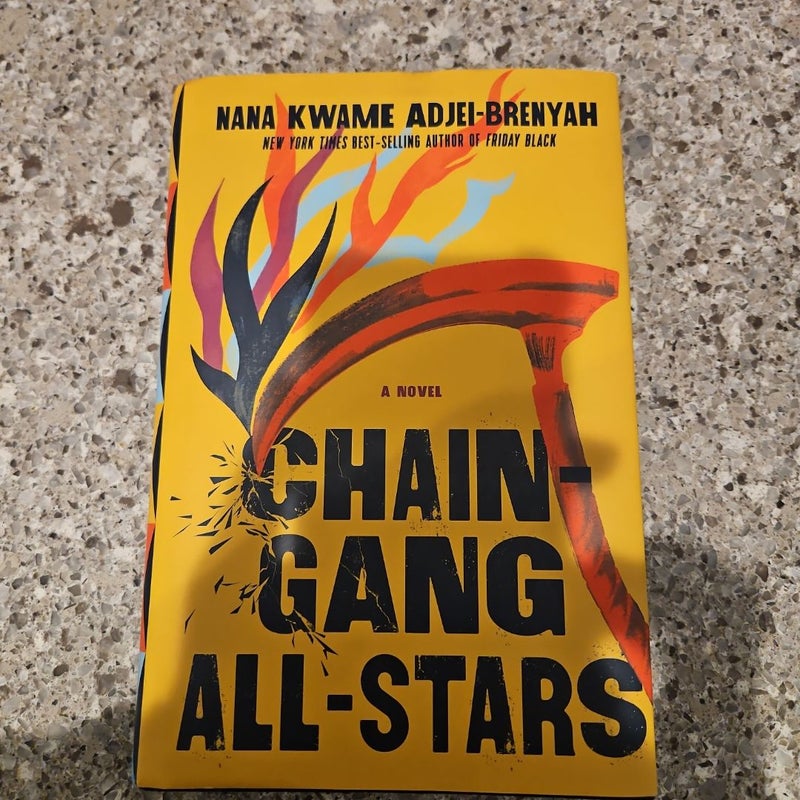 NANA KWAME ADJEI-BRENYAH
NEW YORK TIMES BEST-SELLING AUTHOR OF FRIDAY BLACK
A NOVEL
CHAIN-
GANG
ALL-STARS